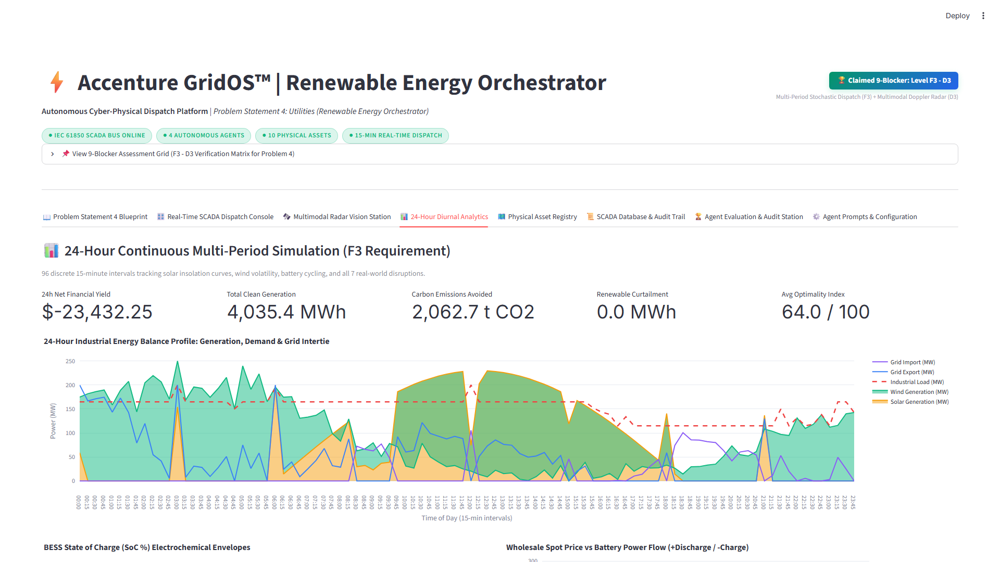 Deploy
Accenture GridOS™ | Renewable Energy Orchestrator
Claimed 9-Blocker: Level F3 - D3
Multi-Period Stochastic Dispatch (F3) + Multimodal Doppler Radar (D3)
Autonomous Cyber-Physical Dispatch Platform | Problem Statement 4: Utilities (Renewable Energy Orchestrator)
● IEC 61850 SCADA BUS ONLINE ● 4 AUTONOMOUS AGENTS ● 10 PHYSICAL ASSETS ● 15-MIN REAL-TIME DISPATCH
View 9-Blocker Assessment Grid (F3 - D3 Verification Matrix for Problem 4)
Problem Statement 4 Blueprint Real-Time SCADA Dispatch Console Multimodal Radar Vision Station 24-Hour Diurnal Analytics Physical Asset Registry SCADA Database & Audit Trail Agent Evaluation & Audit Station Agent Prompts & Configuration
24-Hour Continuous Multi-Period Simulation (F3 Requirement)
96 discrete 15-minute intervals tracking solar insolation curves, wind volatility, battery cycling, and all 7 real-world disruptions.
24h Net Financial Yield Total Clean Generation Carbon Emissions Avoided Renewable Curtailment Avg Optimality Index
$-23,432.25 4,035.4 MWh 2,062.7 t CO2 0.0 MWh 64.0 / 100
24-Hour Industrial Energy Balance Profile: Generation, Demand & Grid Intertie
250
200
150
100
50
0
Power (MW)
Grid Import (MW)
Grid Export (MW)
Industrial Load (MW)
Wind Generation (MW)
Solar Generation (MW)
00:00 00:15 00:30 00:45 01:00 01:15 01:30 01:45 02:00 02:15 02:30 02:45 03:00 03:15 03:30 03:45 04:00 04:15 04:30 04:45 05:00 05:15 05:30 05:45 06:00 06:15 06:30 06:45 07:00 07:15 07:30 07:45 08:00 08:15 08:30 08:45 09:00 09:15 09:30 09:45 10:00 10:15 10:30 10:45 11:00 11:15 11:30 11:45 12:00 12:15 12:30 12:45 13:00 13:15 13:30 13:45 14:00 14:15 14:30 14:45 15:00 15:15 15:30 15:45 16:00 16:15 16:30 16:45 17:00 17:15 17:30 17:45 18:00 18:15 18:30 18:45 19:00 19:15 19:30 19:45 20:00 20:15 20:30 20:45 21:00 21:15 21:30 21:45 22:00 22:15 22:30 22:45 23:00 23:15 23:30 23:45
Time of Day (15-min intervals)
BESS State of Charge (SoC %) Electrochemical Envelopes
Wholesale Spot Price vs Battery Power Flow (+Discharge / -Charge)
300